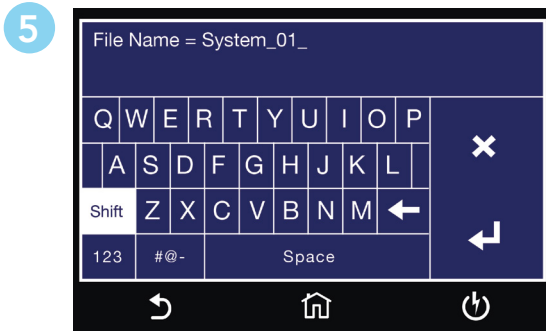 5
File Name = System_01_
Q W E R T Y U I O P
A S D F G H J K L
Shift Z X C V B N M
123 #@- Space